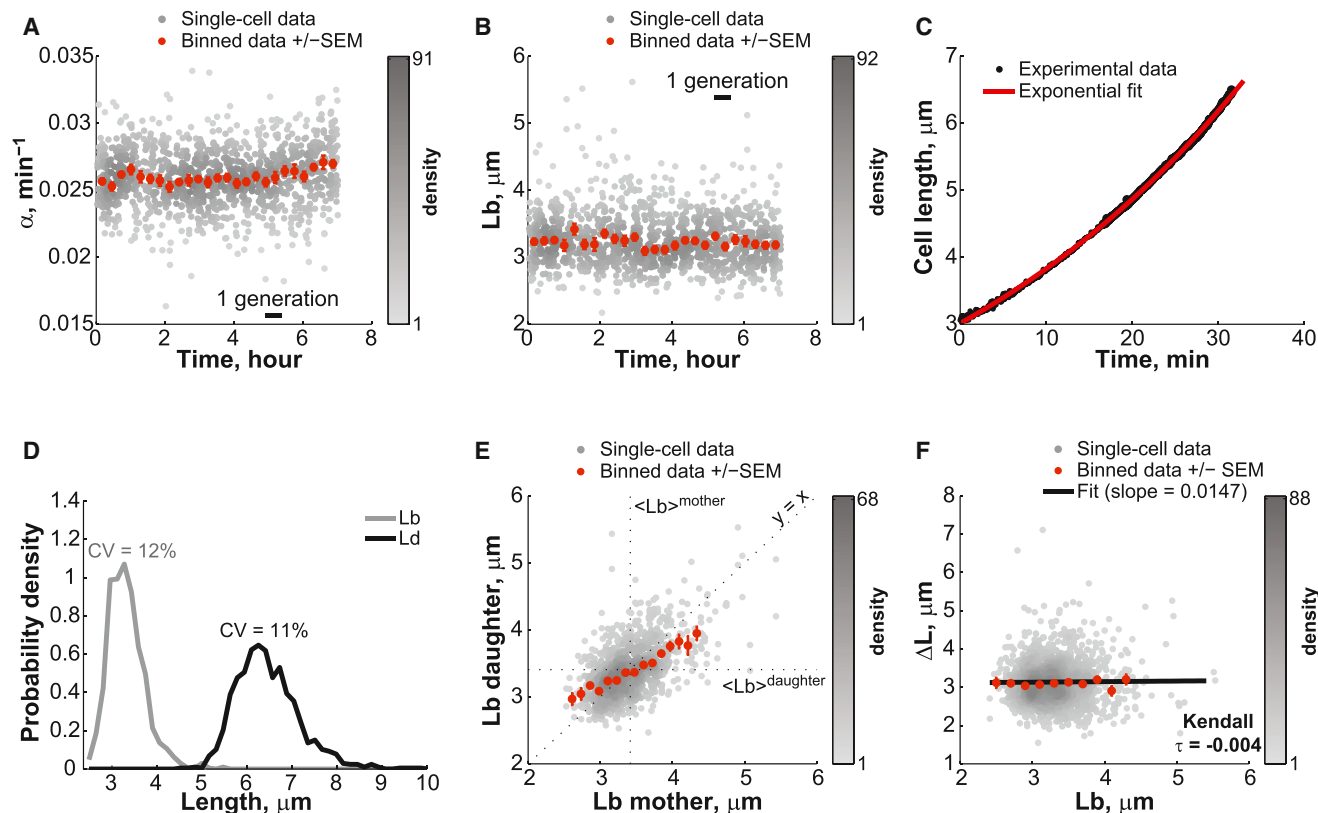 A
Single-cell data
Binned data +/−SEM
0.035
0.03
0.025
0.02
0.015
α, min⁻¹
1 generation
0 2 4 6 8
Time, hour
91
density
1
B
Single-cell data
Binned data +/−SEM
6
5
4
3
2
Lb, μm
1 generation
0 2 4 6 8
Time, hour
92
density
1
C
7
6
5
4
3
Cell length, μm
Experimental data
Exponential fit
0 10 20 30 40
Time, min
D
1.4
1.2
1
0.8
0.6
0.4
0.2
0
Probability density
Lb
Ld
CV = 12%
CV = 11%
3 4 5 6 7 8 9 10
Length, μm
E
Single-cell data
Binned data +/−SEM
6
5
4
3
2
Lb daughter, μm
<Lb>mother
y = x
<Lb>daughter
2 3 4 5 6
Lb mother, μm
68
density
1
F
Single-cell data
Binned data +/− SEM
Fit (slope = 0.0147)
8
7
6
5
4
3
2
1
ΔL, μm
Kendall
τ = -0.004
2 3 4 5 6
Lb, μm
88
density
1